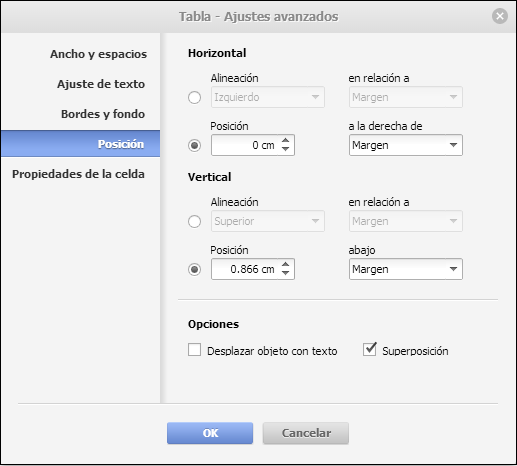 Tabla - Ajustes avanzados
Ancho y espacios
Ajuste de texto
Bordes y fondo
Posición
Propiedades de la celda
Horizontal
Alineación en relación a
Izquierdo Margen
Posición a la derecha de
0 cm Margen
Vertical
Alineación en relación a
Superior Margen
Posición abajo
0.866 cm Margen
Opciones
Desplazar objeto con texto Superposición
OK Cancelar